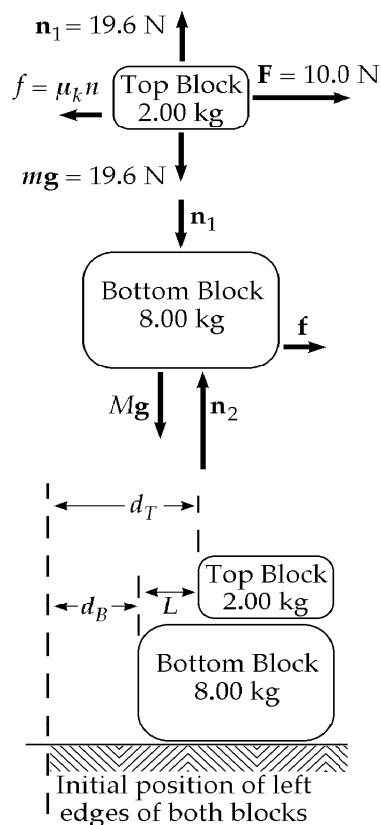 n₁ = 19.6 N
Top Block
2.00 kg
F = 10.0 N
f = μₖn
mg = 19.6 N
n₁
Bottom Block
8.00 kg
f
Mg
n₂
d_T
d_B
L
Top Block
2.00 kg
Bottom Block
8.00 kg
Initial position of left
edges of both blocks